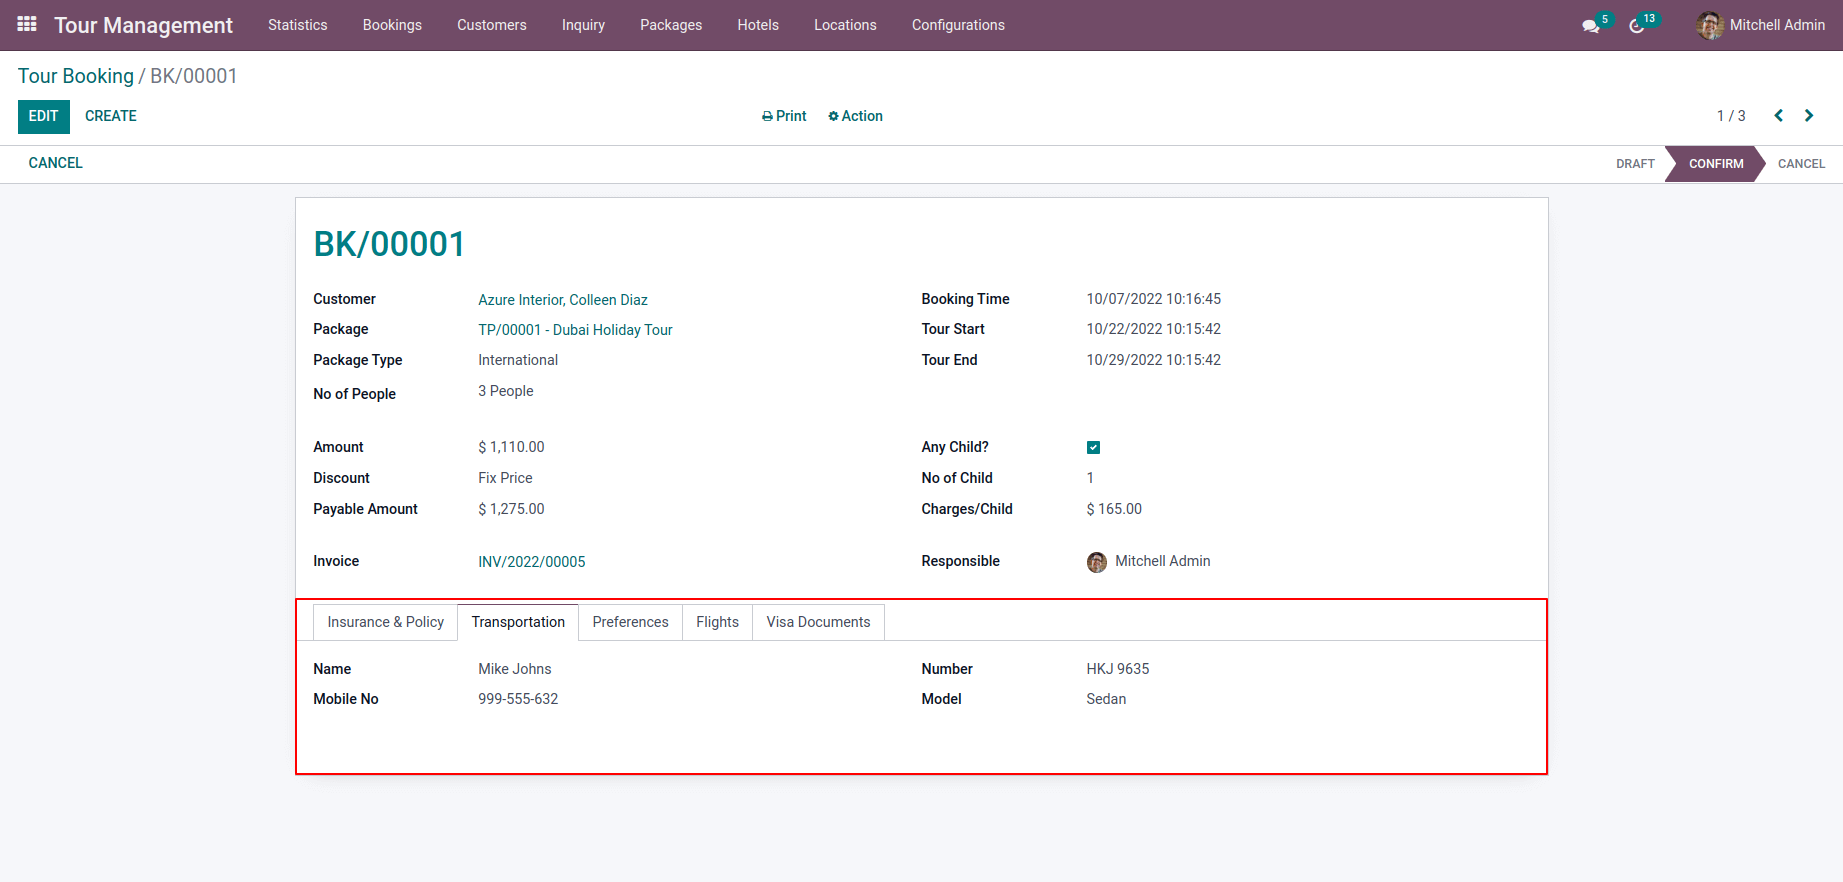 Tour Management Statistics Bookings Customers Inquiry Packages Hotels Locations Configurations 5 13 Mitchell Admin
Tour Booking / BK/00001
EDIT CREATE Print Action 1 / 3
CANCEL DRAFT CONFIRM CANCEL
BK/00001
Customer Azure Interior, Colleen Diaz Booking Time 10/07/2022 10:16:45
Package TP/00001 - Dubai Holiday Tour Tour Start 10/22/2022 10:15:42
Package Type International Tour End 10/29/2022 10:15:42
No of People 3 People
Amount $ 1,110.00 Any Child?
Discount Fix Price No of Child 1
Payable Amount $ 1,275.00 Charges/Child $ 165.00
Invoice INV/2022/00005 Responsible Mitchell Admin
Insurance & Policy Transportation Preferences Flights Visa Documents
Name Mike Johns Number HKJ 9635
Mobile No 999-555-632 Model Sedan